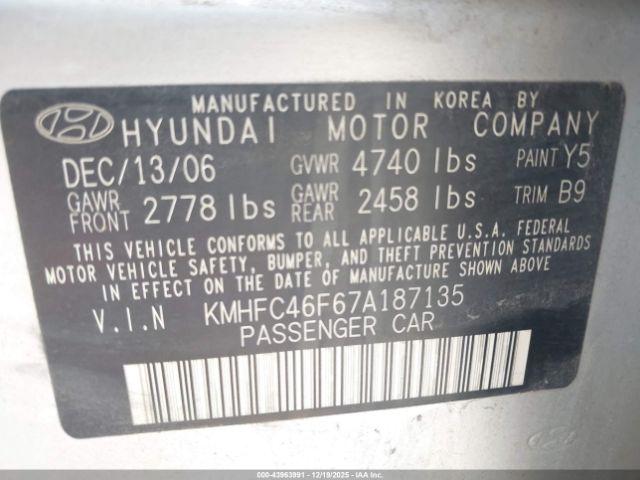 MANUFACTURED IN KOREA BY
HYUNDAI MOTOR COMPANY
DEC/13/06 GVWR 4740 lbs PAINT Y5
GAWR FRONT 2778 lbs GAWR REAR 2458 lbs TRIM B9
THIS VEHICLE CONFORMS TO ALL APPLICABLE U.S.A. FEDERAL
MOTOR VEHICLE SAFETY, BUMPER, AND THEFT PREVENTION STANDARDS
IN EFFECT ON THE DATE OF MANUFACTURE SHOWN ABOVE
V.I.N KMHFC46F67A187135
PASSENGER CAR
000-43963991 - 12/19/2025 - IAAI.COM